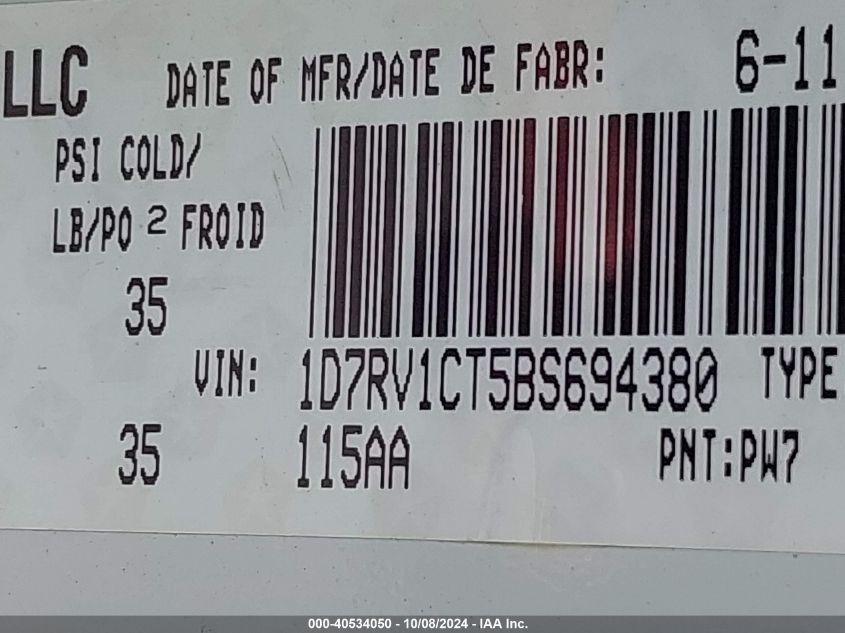 LLC DATE OF MFR/DATE DE FABR: 6-11
PSI COLD/
LB/PO 2 FROID
35
VIN: 1D7RV1CT5BS694380 TYPE
35 115AA PNT:PW7
000-40534050 - 10/08/2024 - IAA Inc.